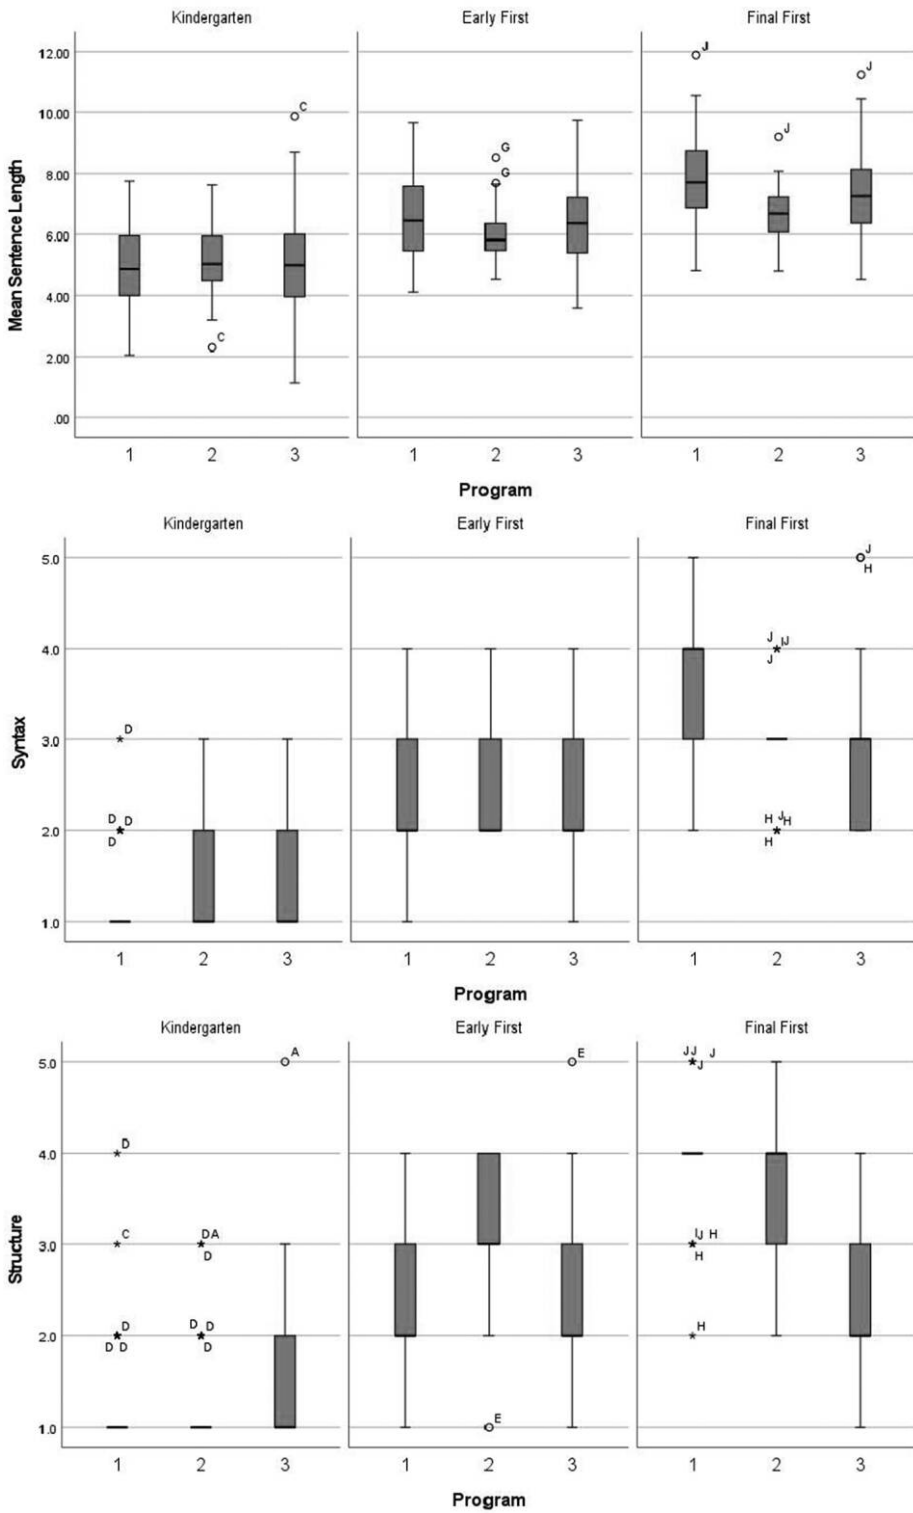 Kindergarten Early First Final First
Mean Sentence Length
12.00
10.00
8.00
6.00
4.00
2.00
.00
C
C
G
G
J
J
J
1 2 3 1 2 3 1 2 3
Program
Kindergarten Early First Final First
Syntax
5.0
4.0
3.0
2.0
1.0
D
D D
D
J IJ
J
H JH
H
J
H
1 2 3 1 2 3 1 2 3
Program
Kindergarten Early First Final First
Structure
5.0
4.0
3.0
2.0
1.0
D
C
D
D D
DA
D
D D
D
A
E
E
JJ J
J
IJ H
H
H
1 2 3 1 2 3 1 2 3
Program